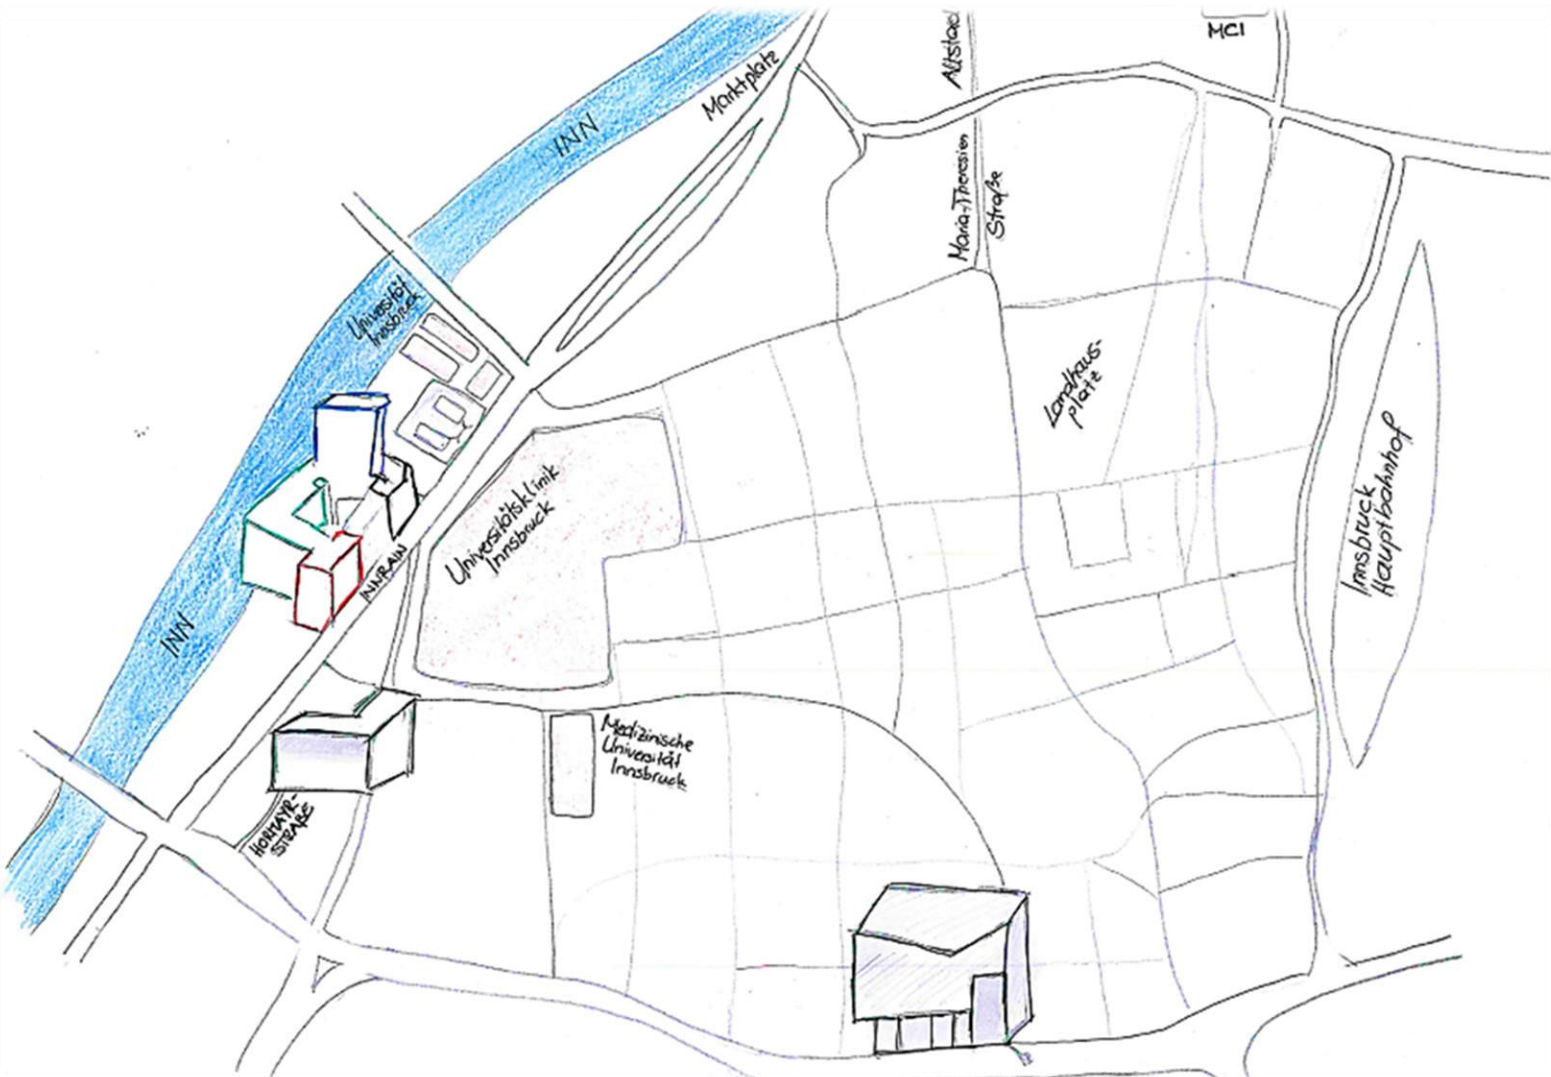 MCI
Altstadt
Marktplatz
INN
Maria-Theresien
Straße
Universität
Innsbruck
Landhaus-
platz
Innsbruck
Hauptbahnhof
Universitätsklinik
Innsbruck
INNRAIN
INN
Medizinische
Universität
Innsbruck
HORMAYR-
STRAßE